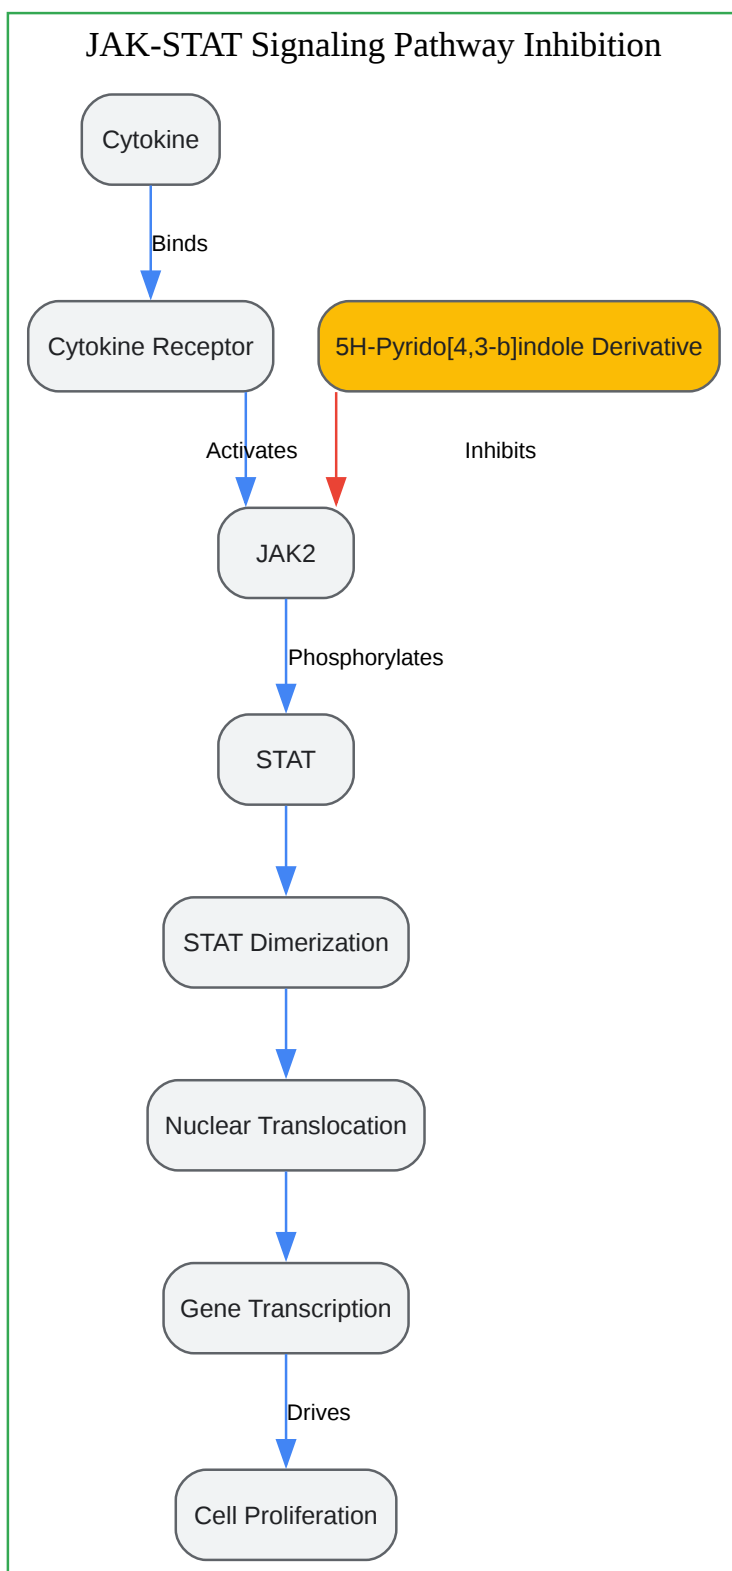 JAK-STAT Signaling Pathway Inhibition
Cytokine
Binds
Cytokine Receptor
5H-Pyrido[4,3-b]indole Derivative
Activates
Inhibits
JAK2
Phosphorylates
STAT
STAT Dimerization
Nuclear Translocation
Gene Transcription
Drives
Cell Proliferation